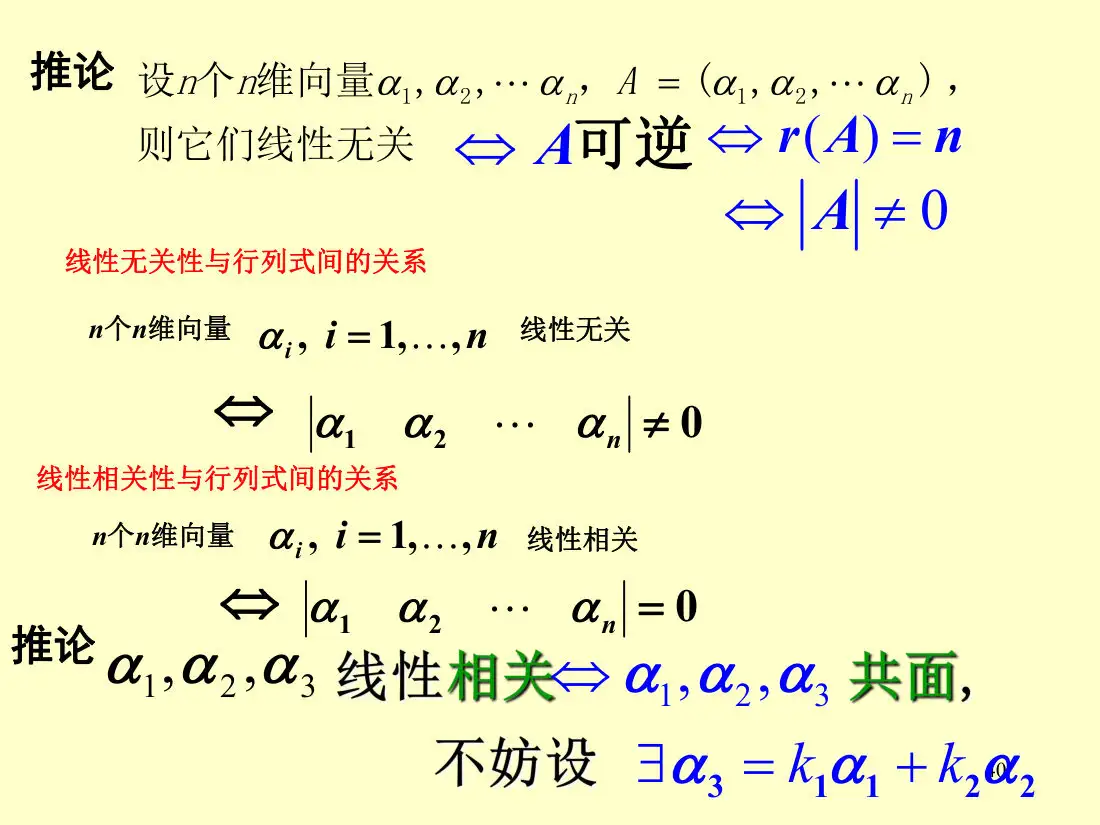 推论 设n个n维向量α₁,α₂,⋯αₙ，A = (α₁,α₂,⋯αₙ)，
则它们线性无关 ⇔ A可逆 ⇔ r(A) = n
⇔ |A| ≠ 0
线性无关性与行列式间的关系
n个n维向量 αᵢ, i = 1,…,n 线性无关
⇔ |α₁ α₂ ⋯ αₙ| ≠ 0
线性相关性与行列式间的关系
n个n维向量 αᵢ, i = 1,…,n 线性相关
⇔ |α₁ α₂ ⋯ αₙ| = 0
推论 α₁,α₂,α₃ 线性相关⇔ α₁,α₂,α₃ 共面,
不妨设 ∃α₃ = k₁α₁ + k₂α₂
40